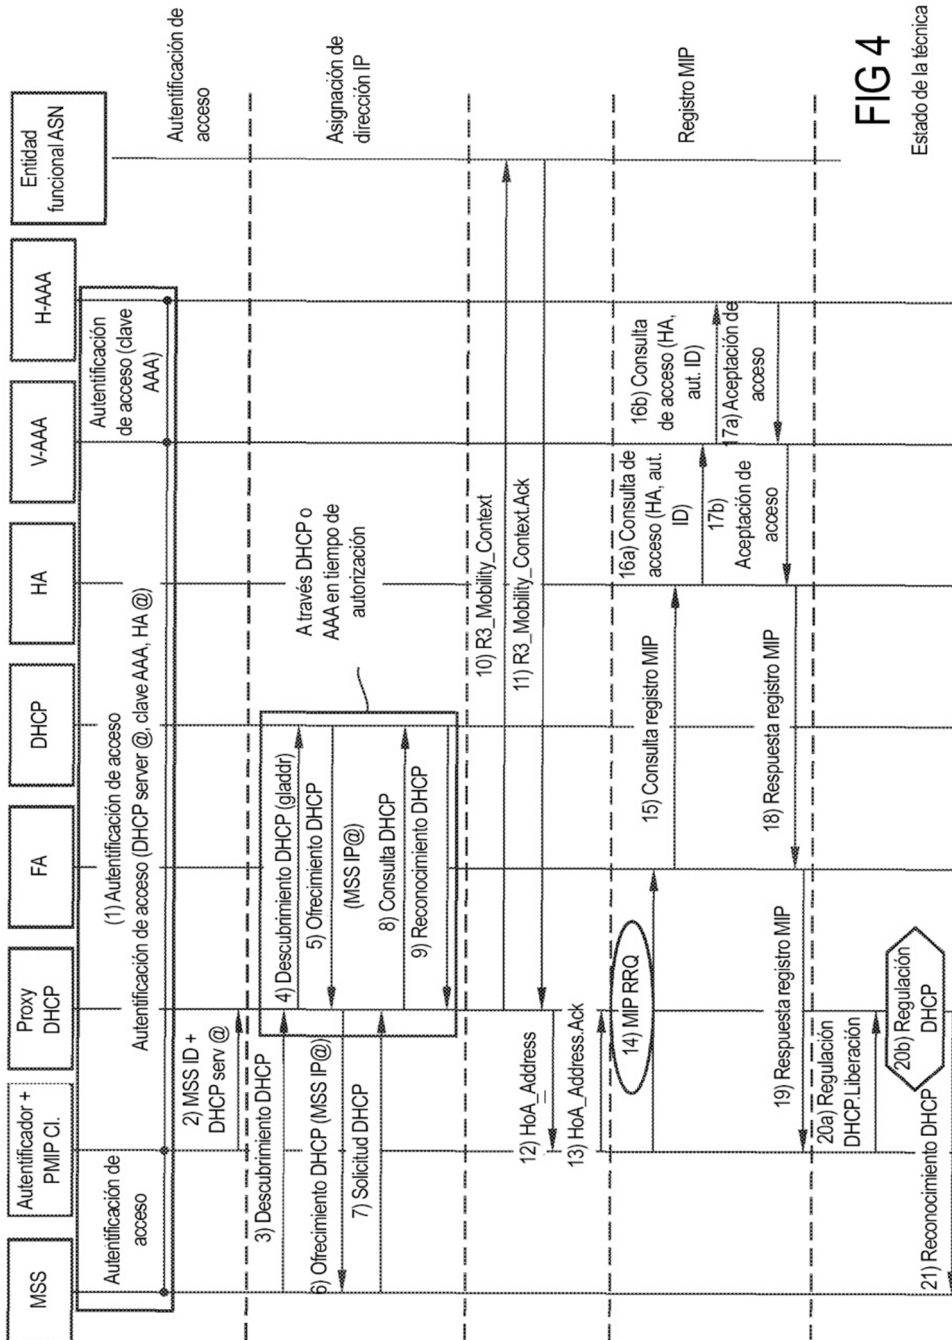 MSS
Autentificador +
PMIP Cl.
Proxy
DHCP
FA
DHCP
HA
V-AAA
H-AAA
Entidad
funcional ASN
Autentificación de
acceso
(1) Autentificación de acceso
Autentificación de acceso (DHCP server @, clave AAA, HA @)
Autentificación
de acceso (clave
AAA)
Autentificación de
acceso
2) MSS ID +
DHCP serv @
3) Descubrimiento DHCP
4) Descubrimiento DHCP (giaddr)
5) Ofrecimiento DHCP
(MSS IP@)
6) Ofrecimiento DHCP (MSS IP@)
7) Solicitud DHCP
8) Consulta DHCP
9) Reconocimiento DHCP
A través DHCP o
AAA en tiempo de
autorización
Asignación de
dirección IP
10) R3_Mobility_Context
11) R3_Mobility_Context.Ack
12) HoA_Address
13) HoA_Address.Ack
14) MIP RRQ
15) Consulta registro MIP
16a) Consulta de
acceso (HA, aut.
ID)
16b) Consulta
de acceso (HA,
aut. ID)
17a) Aceptación de
acceso
17b)
Aceptación de
acceso
18) Respuesta registro MIP
19) Respuesta registro MIP
Registro MIP
20a) Regulación
DHCP.Liberación
20b) Regulación
DHCP
21) Reconocimiento DHCP
FIG 4
Estado de la técnica